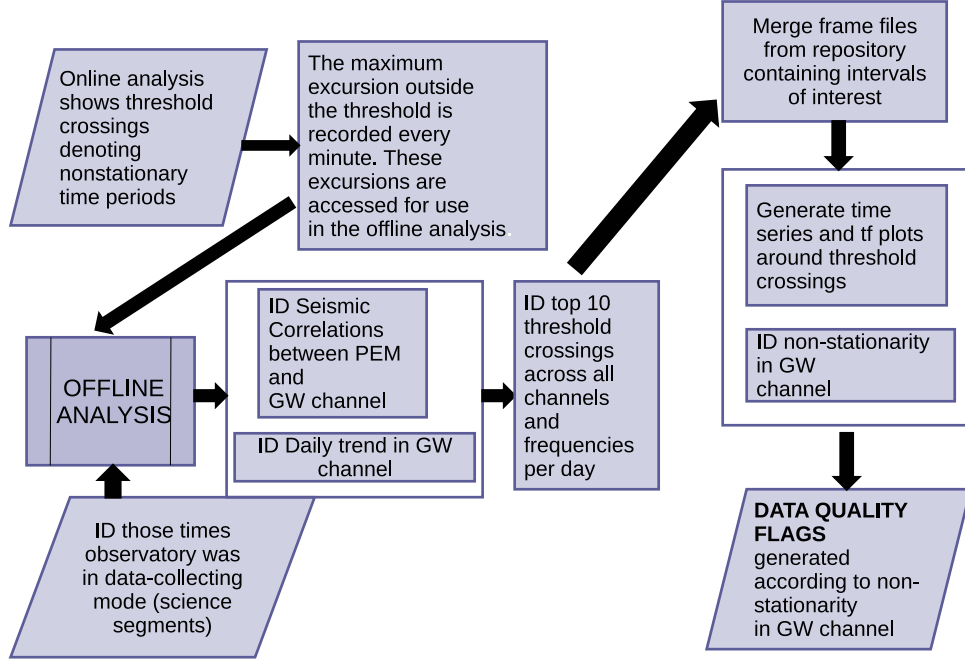 Online analysis
shows threshold
crossings
denoting
nonstationary
time periods
The maximum
excursion outside
the threshold is
recorded every
minute. These
excursions are
accessed for use
in the offline analysis.
OFFLINE
ANALYSIS
ID those times
observatory was
in data-collecting
mode (science
segments)
ID Seismic
Correlations
between PEM
and
GW channel
ID Daily trend in GW
channel
ID top 10
threshold
crossings
across all
channels
and
frequencies
per day
Merge frame files
from repository
containing intervals
of interest
Generate time
series and tf plots
around threshold
crossings
ID non-stationarity
in GW
channel
DATA QUALITY
FLAGS
generated
according to non-
stationarity
in GW channel